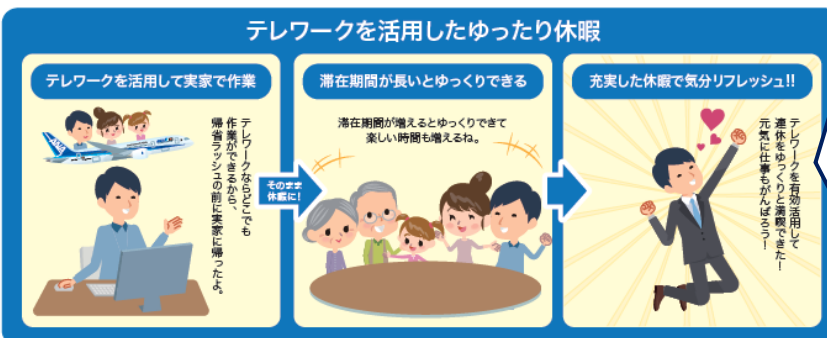 テレワークを活用したゆったり休暇
テレワークを活用して実家で作業
テレワークならどこでも
作業ができるから、
帰省ラッシュの前に実家に帰ったよ。
ANA
そのまま
休暇に!
滞在期間が長いとゆっくりできる
滞在期間が増えるとゆっくりできて
楽しい時間も増えるね。
充実した休暇で気分リフレッシュ!!
テレワークを有効活用して
連休をゆっくりと満喫できた!
元気に仕事もがんばろう!